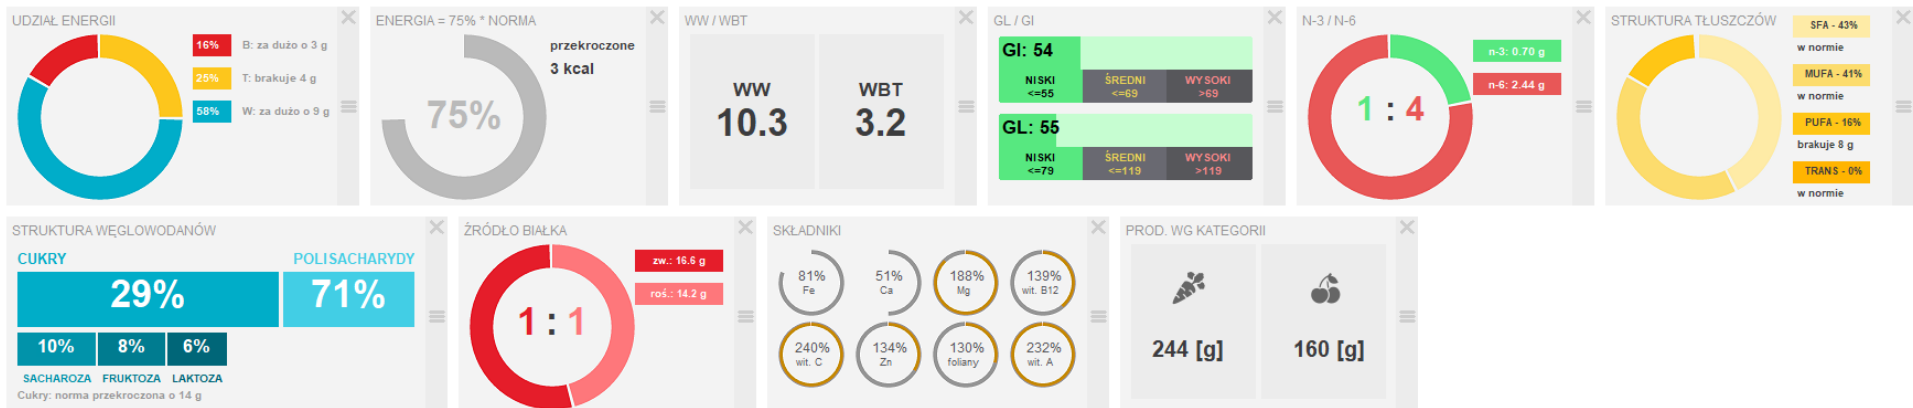 UDZIAŁ ENERGII
16% B: za dużo o 3 g
25% T: brakuje 4 g
58% W: za dużo o 9 g
ENERGIA = 75% * NORMA
75%
przekroczone
3 kcal
WW / WBT
WW
10.3
WBT
3.2
GL / GI
GI: 54
NISKI ŚREDNI WYSOKI
<=55 <=69 >69
GL: 55
NISKI ŚREDNI WYSOKI
<=79 <=119 >119
N-3 / N-6
1 : 4
n-3: 0.70 g
n-6: 2.44 g
STRUKTURA TŁUSZCZÓW
SFA - 43%
w normie
MUFA - 41%
w normie
PUFA - 16%
brakuje 8 g
TRANS - 0%
w normie
STRUKTURA WĘGLOWODANÓW
CUKRY POLISACHARYDY
29% 71%
10% 8% 6%
SACHAROZA FRUKTOZA LAKTOZA
Cukry: norma przekroczona o 14 g
ŹRÓDŁO BIAŁKA
1 : 1
zw.: 16.6 g
roś.: 14.2 g
SKŁADNIKI
81% 51% 188% 139%
Fe Ca Mg wit. B12
240% 134% 130% 232%
wit. C Zn foliany wit. A
PROD. WG KATEGORII
244 [g] 160 [g]